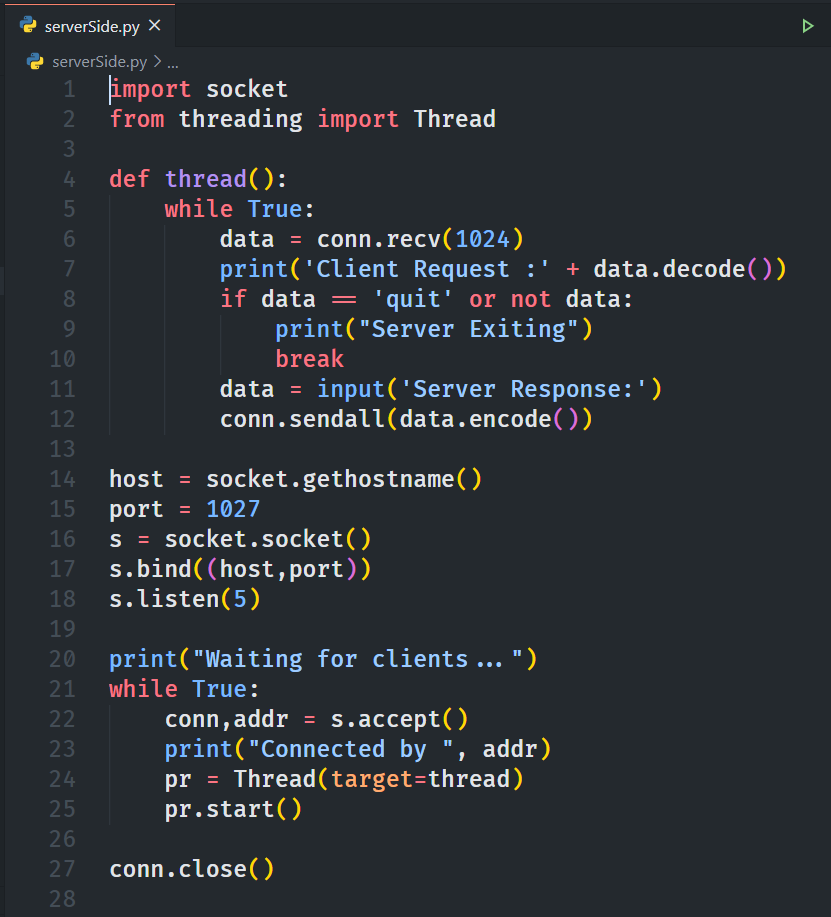 serverSide.py ×
serverSide.py > ...
1 import socket
2 from threading import Thread
3
4 def thread():
5     while True:
6         data = conn.recv(1024)
7         print('Client Request :' + data.decode())
8         if data == 'quit' or not data:
9             print("Server Exiting")
10             break
11         data = input('Server Response:')
12         conn.sendall(data.encode())
13
14 host = socket.gethostname()
15 port = 1027
16 s = socket.socket()
17 s.bind((host,port))
18 s.listen(5)
19
20 print("Waiting for clients...")
21 while True:
22     conn,addr = s.accept()
23     print("Connected by ", addr)
24     pr = Thread(target=thread)
25     pr.start()
26
27 conn.close()
28